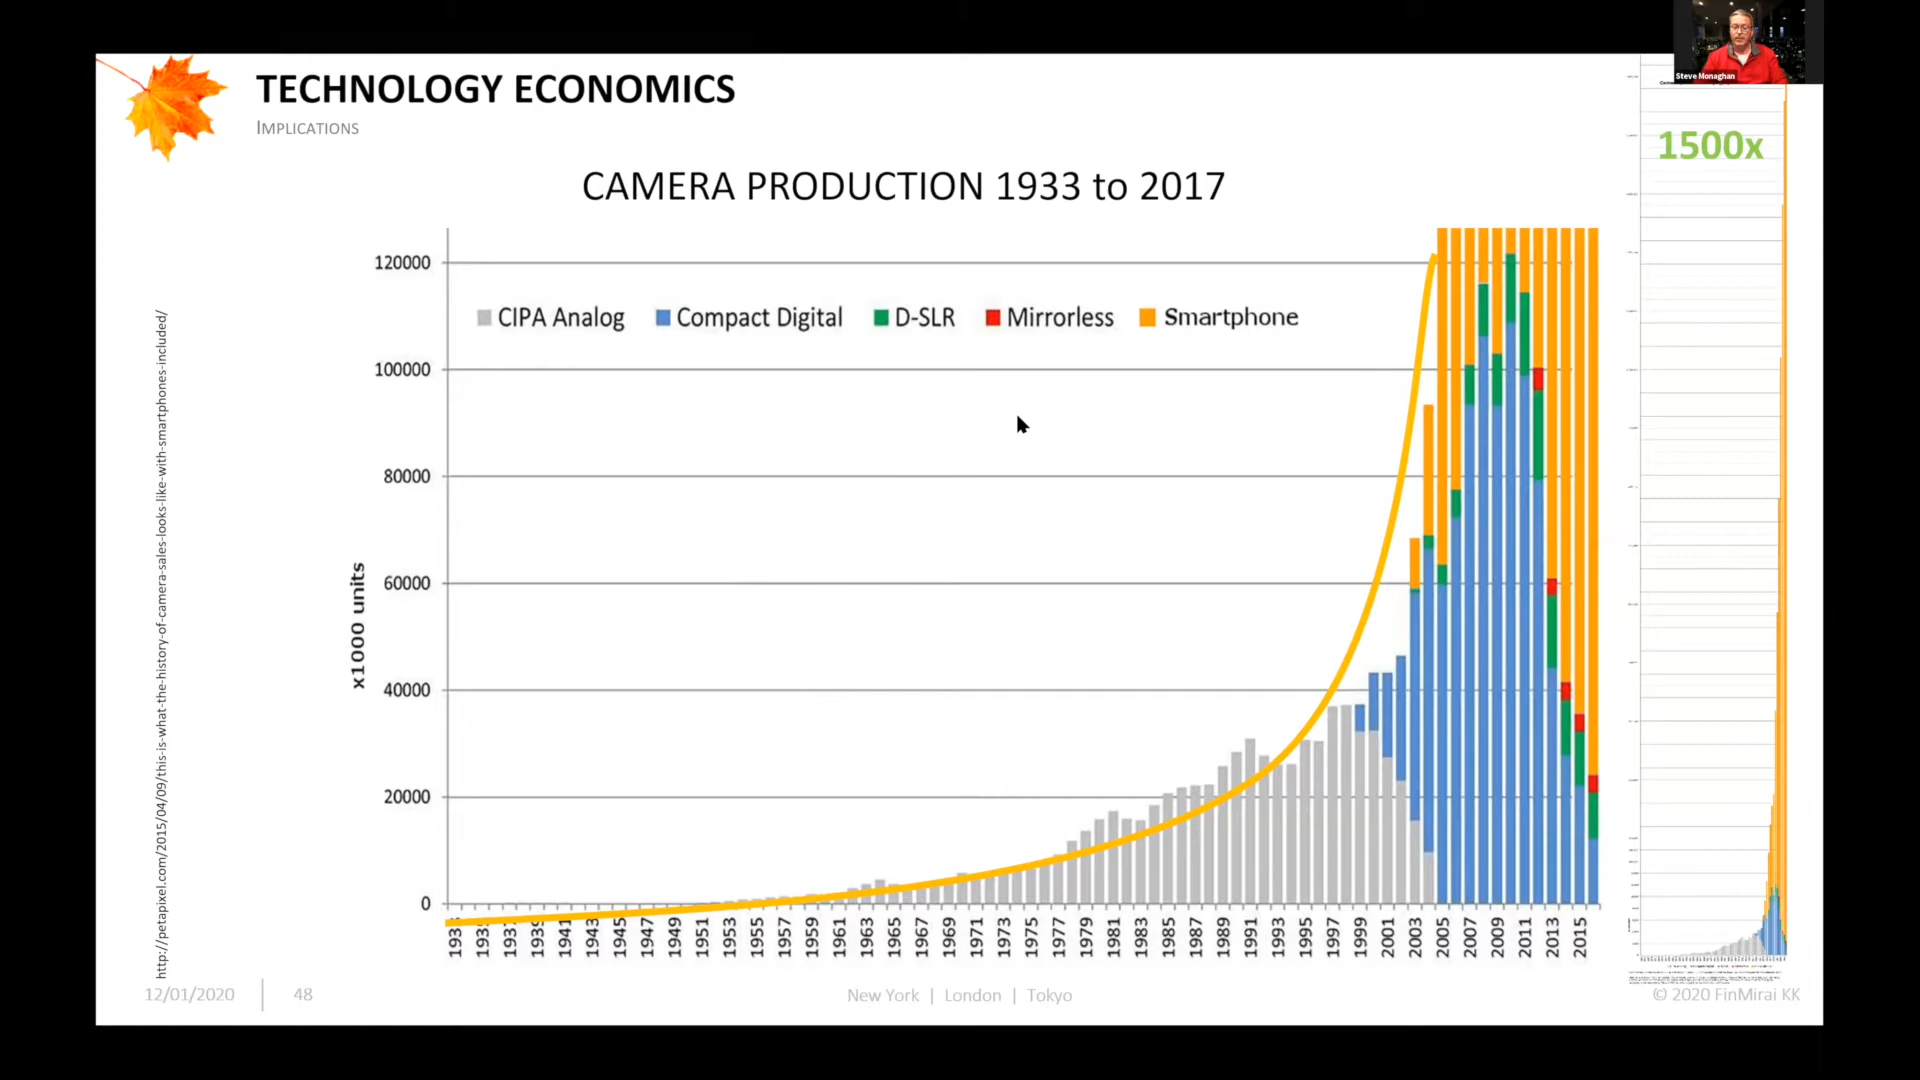 Steve Monaghan
TECHNOLOGY ECONOMICS
IMPLICATIONS
1500x
CAMERA PRODUCTION 1933 to 2017
CIPA Analog Compact Digital D-SLR Mirrorless Smartphone
120000
100000
80000
60000
40000
20000
0
x1000 units
http://petapixel.com/2015/04/09/this-is-what-the-history-of-camera-sales-looks-like-with-smartphones-included/
1939 1941 1943 1945 1947 1949 1951 1953 1955 1957 1959 1961 1963 1965 1967 1969 1971 1973 1975 1977 1979 1981 1983 1985 1987 1989 1991 1993 1995 1997 1999 2001 2003 2005 2007 2009 2011 2013 2015
12/01/2020 48 New York | London | Tokyo © 2020 FinMirai KK